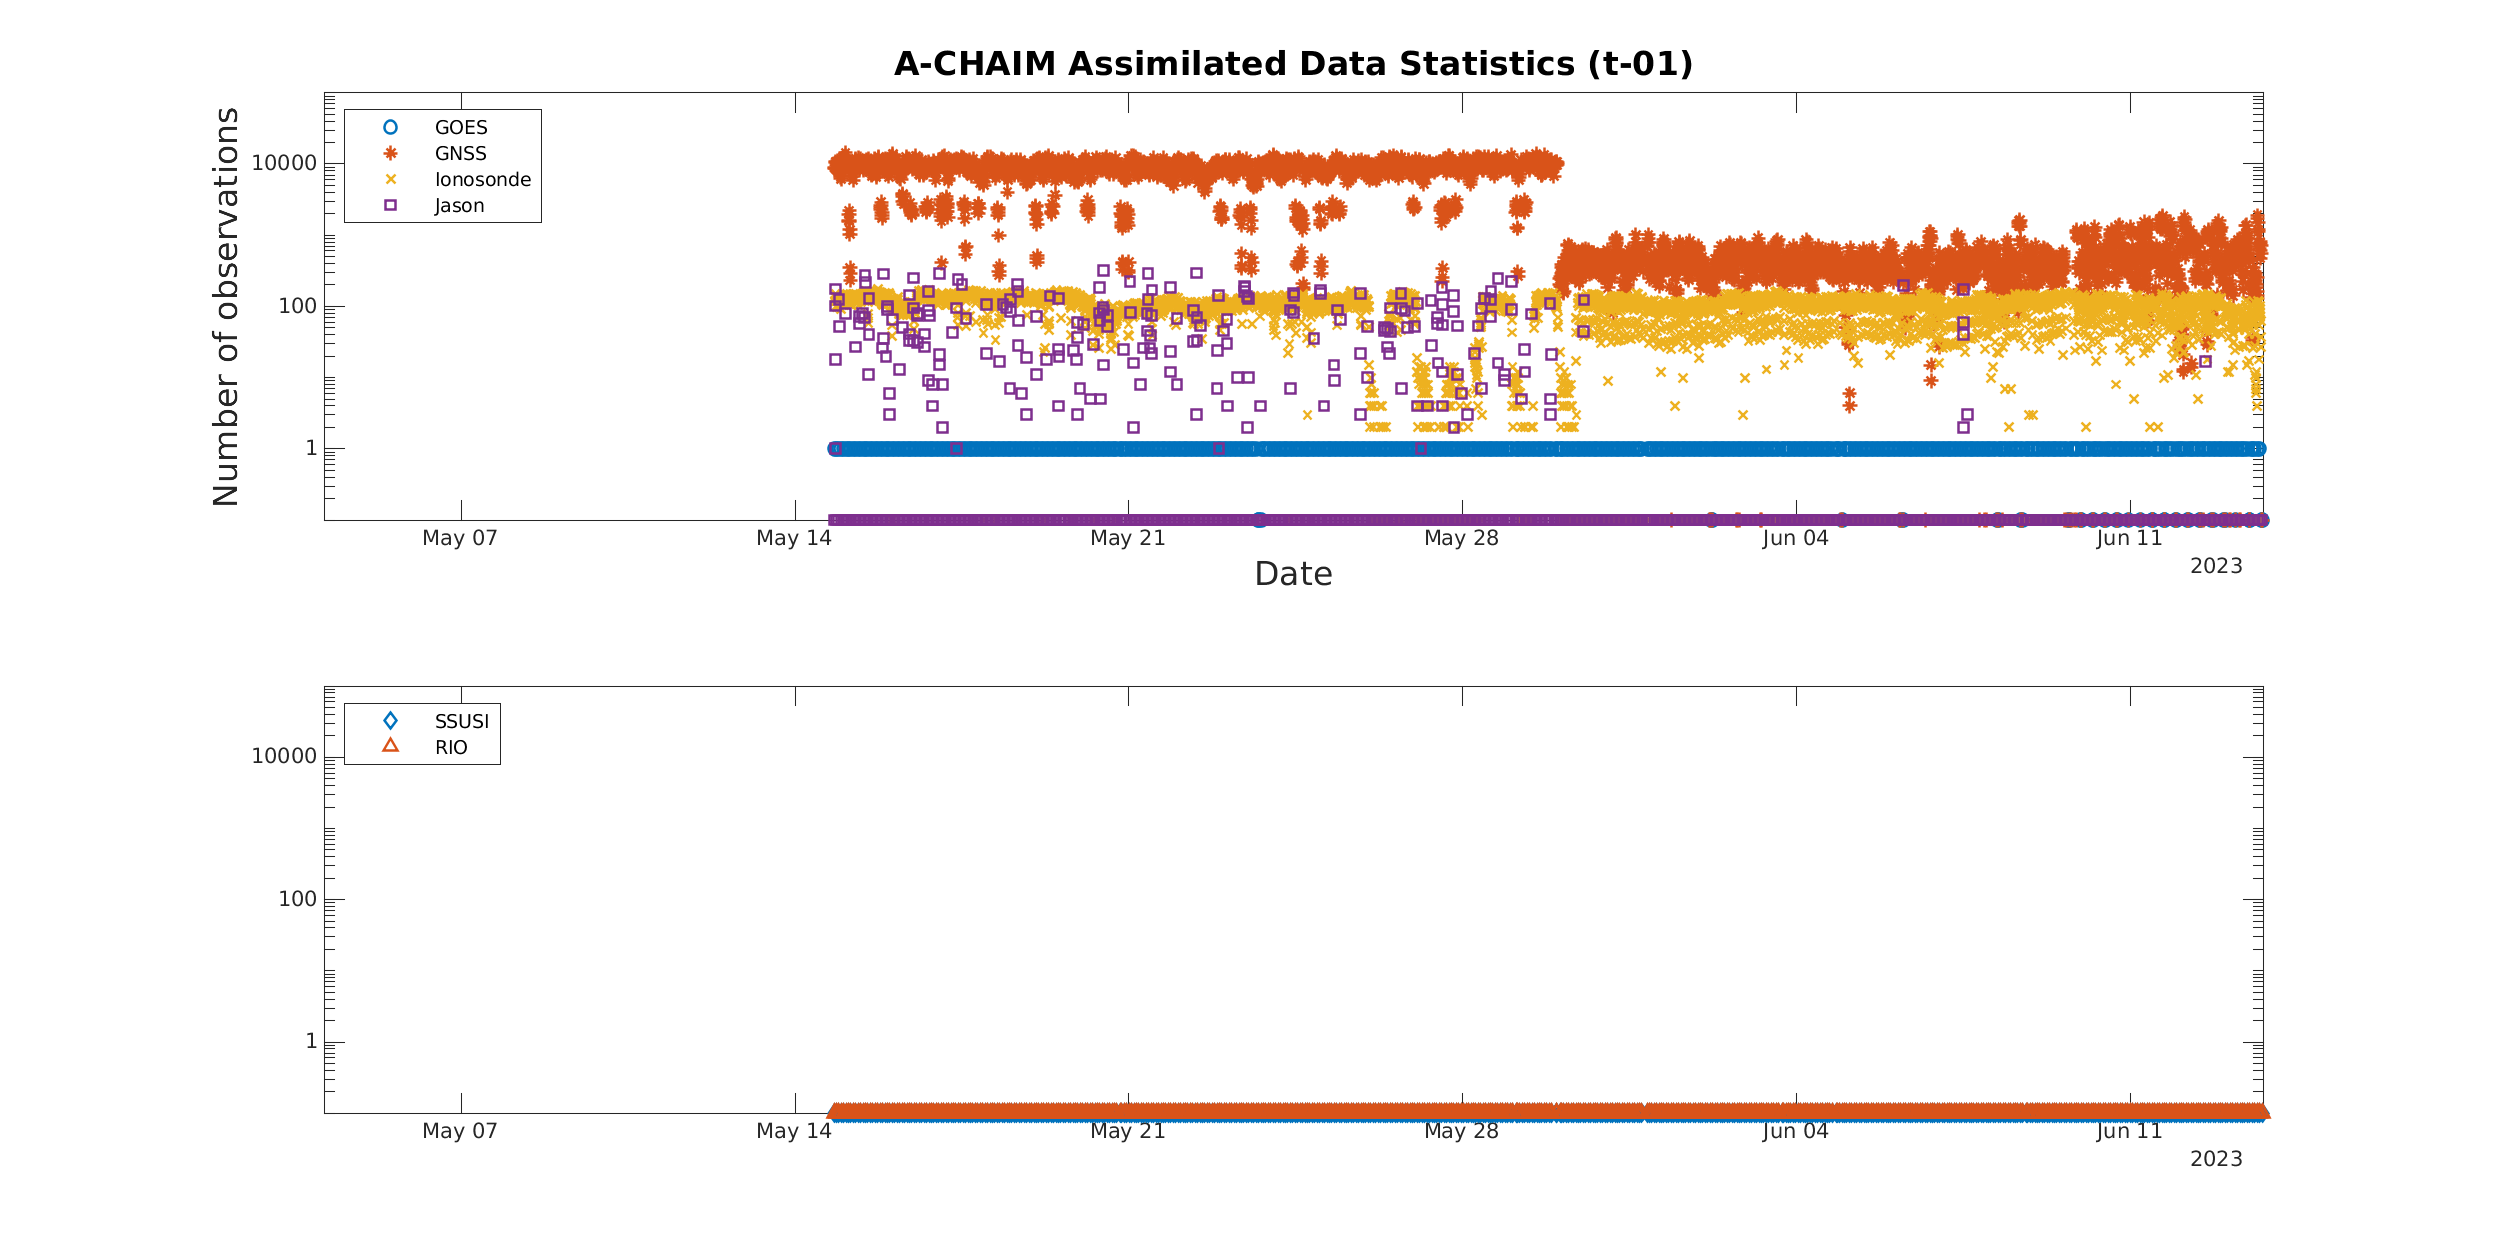 A-CHAIM Assimilated Data Statistics (t-01)
Number of observations
10000
100
1
GOES
GNSS
Ionosonde
Jason
May 07
May 14
May 21
May 28
Jun 04
Jun 11
2023
Date
10000
100
1
SSUSI
RIO
May 07
May 14
May 21
May 28
Jun 04
Jun 11
2023